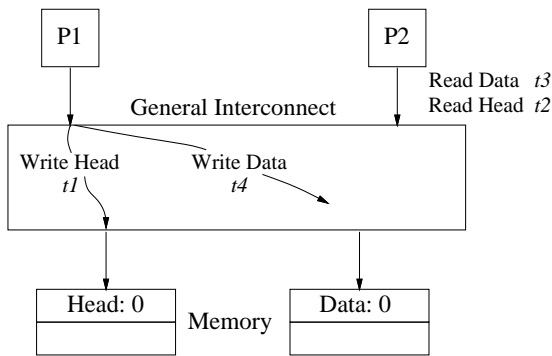 P1
P2
Read Data t3
Read Head t2
General Interconnect
Write Head
t1
Write Data
t4
Head: 0
Data: 0
Memory